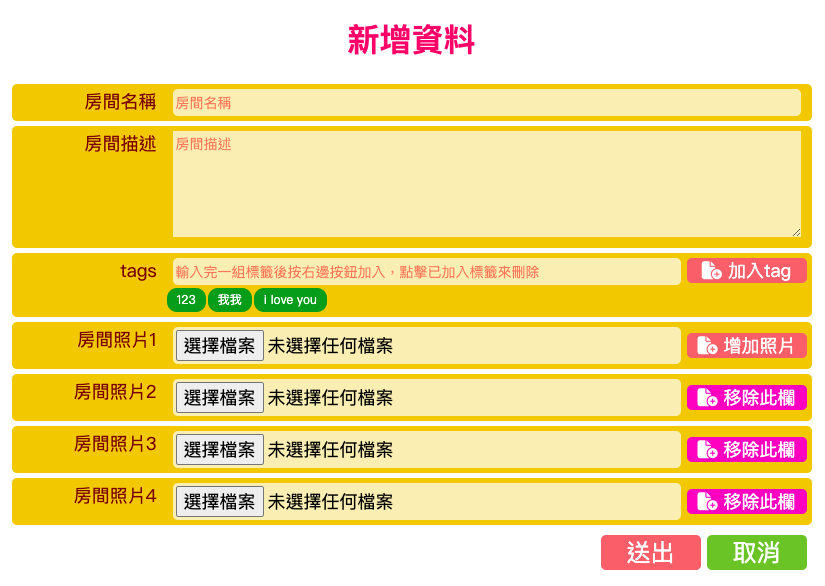 新增資料
房間名稱 房間名稱
房間描述 房間描述
tags 輸入完一組標籤後按右邊按鈕加入，點擊已加入標籤來刪除 加入tag
123 我我 i love you
房間照片1 選擇檔案 未選擇任何檔案 增加照片
房間照片2 選擇檔案 未選擇任何檔案 移除此欄
房間照片3 選擇檔案 未選擇任何檔案 移除此欄
房間照片4 選擇檔案 未選擇任何檔案 移除此欄
送出 取消